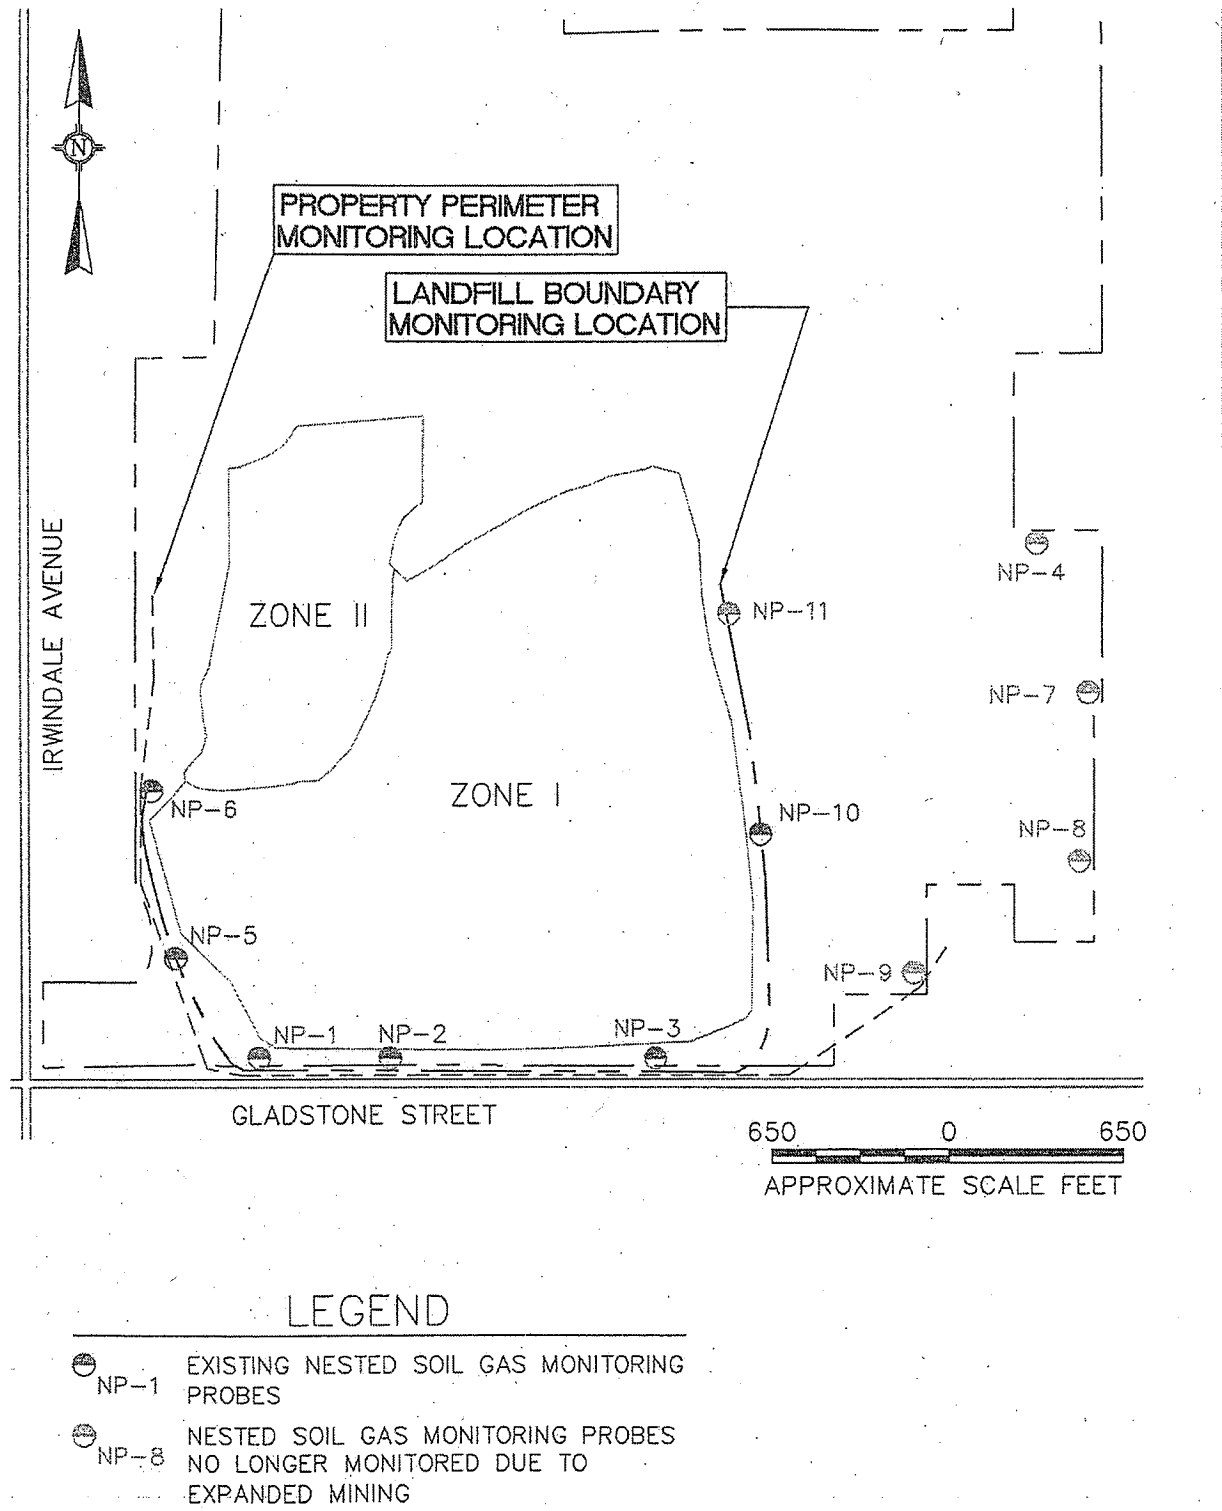 N
PROPERTY PERIMETER
MONITORING LOCATION
LANDFILL BOUNDARY
MONITORING LOCATION
IRWINDALE AVENUE
ZONE II
NP-11
NP-4
NP-7
ZONE I
NP-6
NP-10
NP-8
NP-5
NP-9
NP-1
NP-2
NP-3
GLADSTONE STREET
650 0 650
APPROXIMATE SCALE FEET
LEGEND
NP-1
EXISTING NESTED SOIL GAS MONITORING
PROBES
NP-8
NESTED SOIL GAS MONITORING PROBES
NO LONGER MONITORED DUE TO
EXPANDED MINING